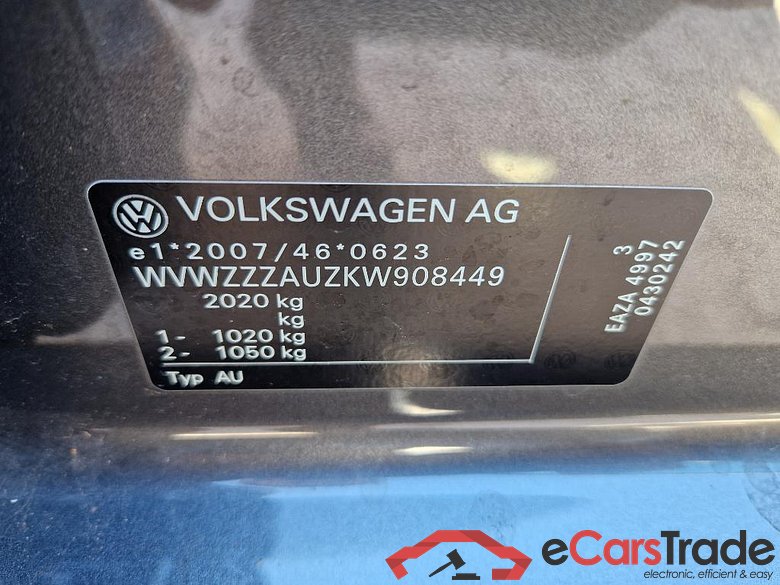 VOLKSWAGEN AG
e1*2007/46*0623
WVWZZZAUZKW908449
2020 kg
kg
1- 1020 kg
2- 1050 kg
Typ AU
3
EAZA 4997
0430242
eCarsTrade
electronic, efficient & easy